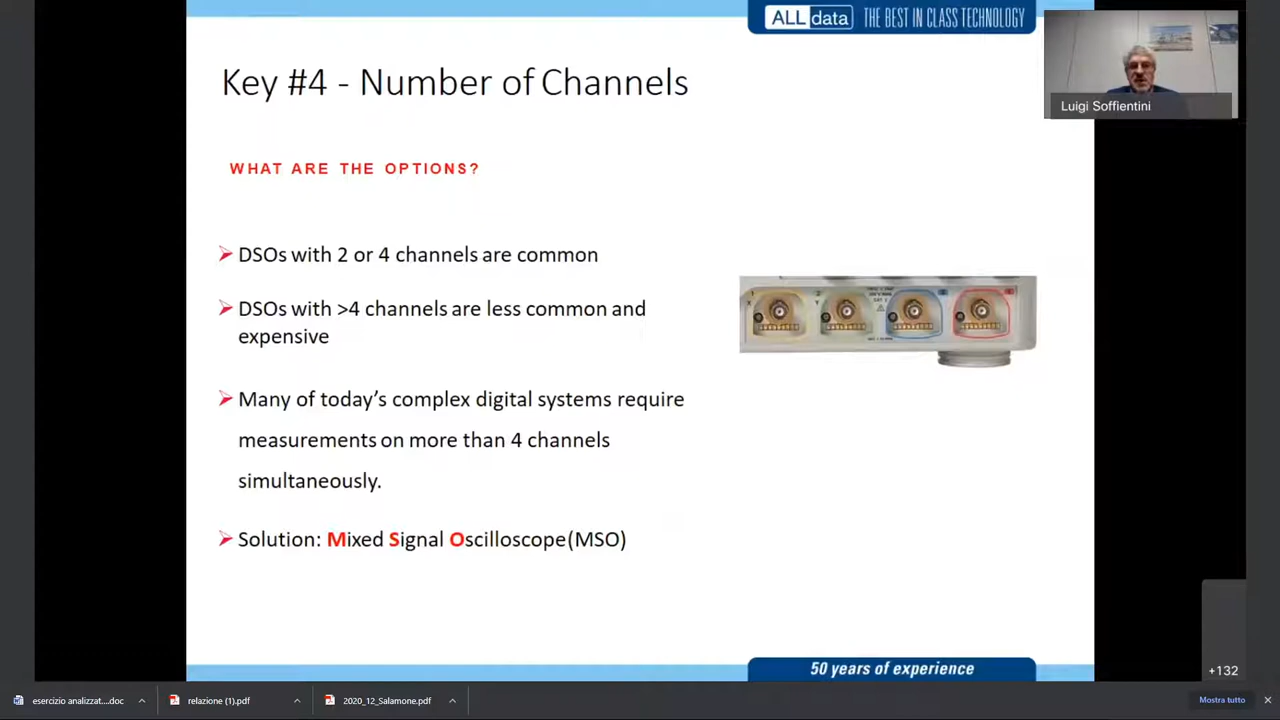 ALL data THE BEST IN CLASS TECHNOLOGY
Luigi Soffientini
Key #4 - Number of Channels
WHAT ARE THE OPTIONS?
DSOs with 2 or 4 channels are common
DSOs with >4 channels are less common and
expensive
Many of today’s complex digital systems require
measurements on more than 4 channels
simultaneously.
Solution: Mixed Signal Oscilloscope(MSO)
1
X
2
Y
50 years of experience
+132
esercizio analizzat....doc
relazione (1).pdf
2020_12_Salamone.pdf
Mostra tutto